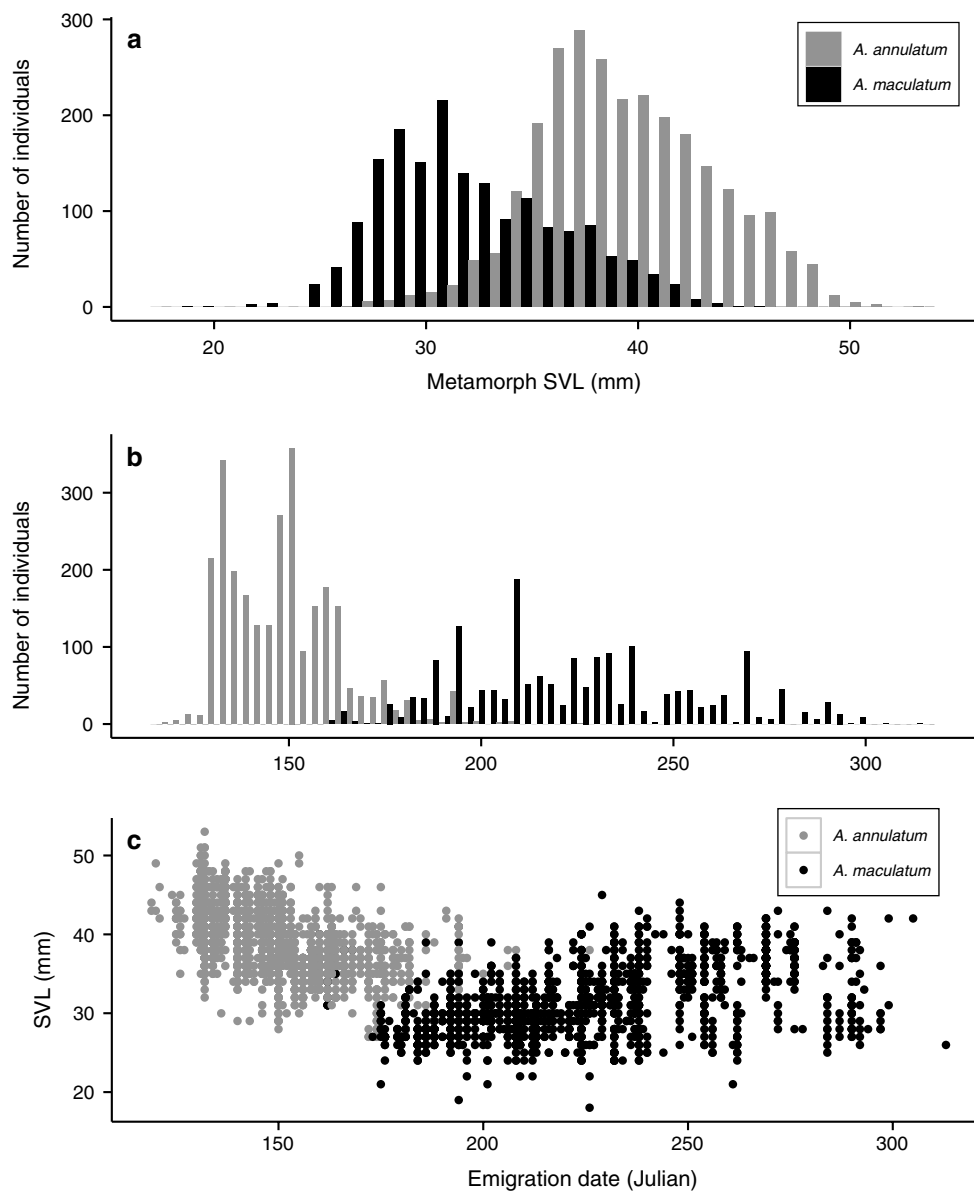 a
A. annulatum
A. maculatum
Number of individuals
300
200
100
0
20
30
40
50
Metamorph SVL (mm)
b
Number of individuals
300
200
100
0
150
200
250
300
c
A. annulatum
A. maculatum
SVL (mm)
50
40
30
20
150
200
250
300
Emigration date (Julian)